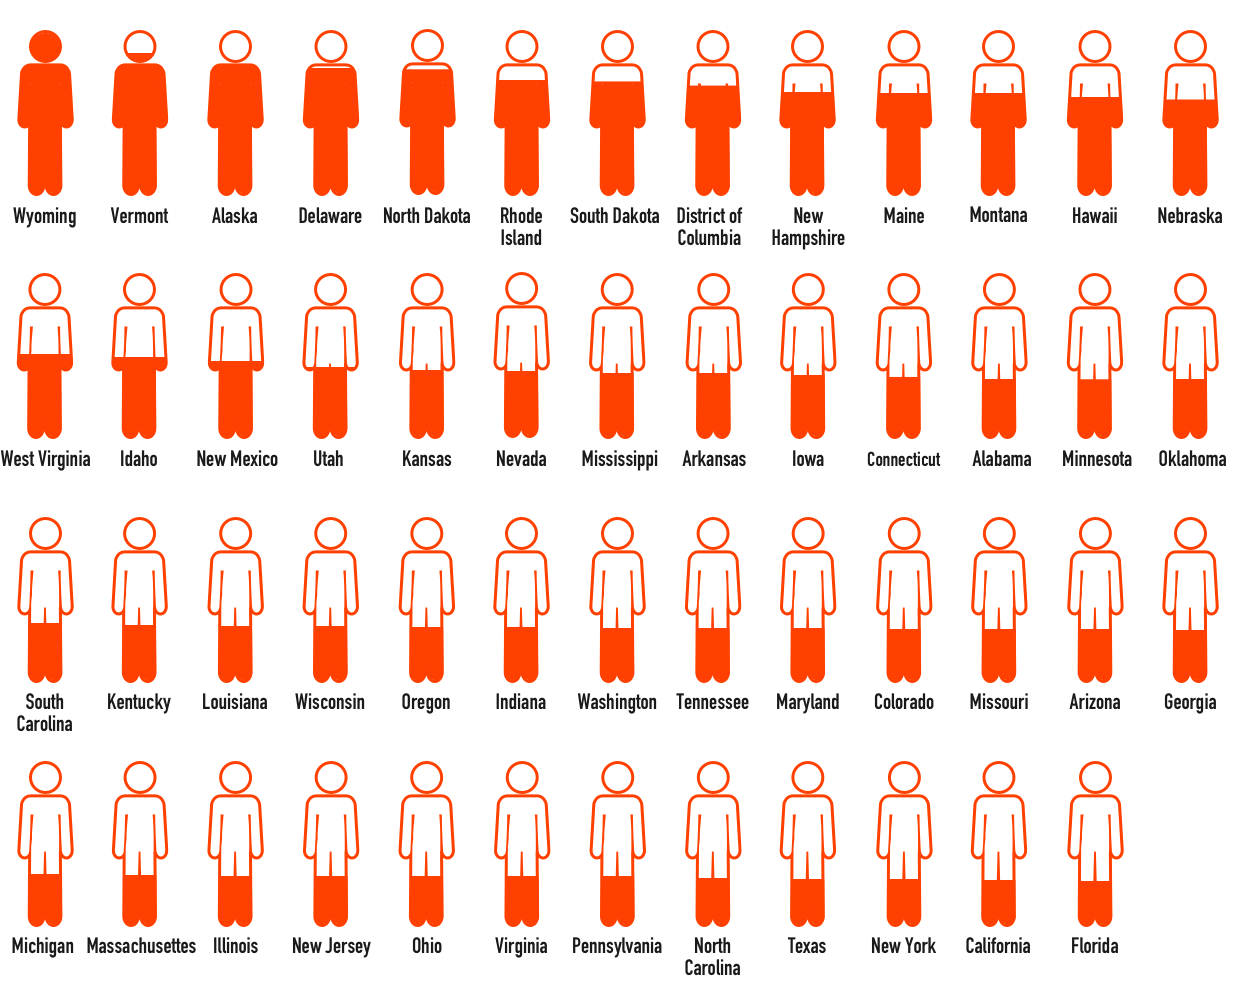 Wyoming
Vermont
Alaska
Delaware
North Dakota
Rhode
Island
South Dakota
District of
Columbia
New
Hampshire
Maine
Montana
Hawaii
Nebraska
West Virginia
Idaho
New Mexico
Utah
Kansas
Nevada
Mississippi
Arkansas
Iowa
Connecticut
Alabama
Minnesota
Oklahoma
South
Carolina
Kentucky
Louisiana
Wisconsin
Oregon
Indiana
Washington
Tennessee
Maryland
Colorado
Missouri
Arizona
Georgia
Michigan
Massachusettes
Illinois
New Jersey
Ohio
Virginia
Pennsylvania
North
Carolina
Texas
New York
California
Florida